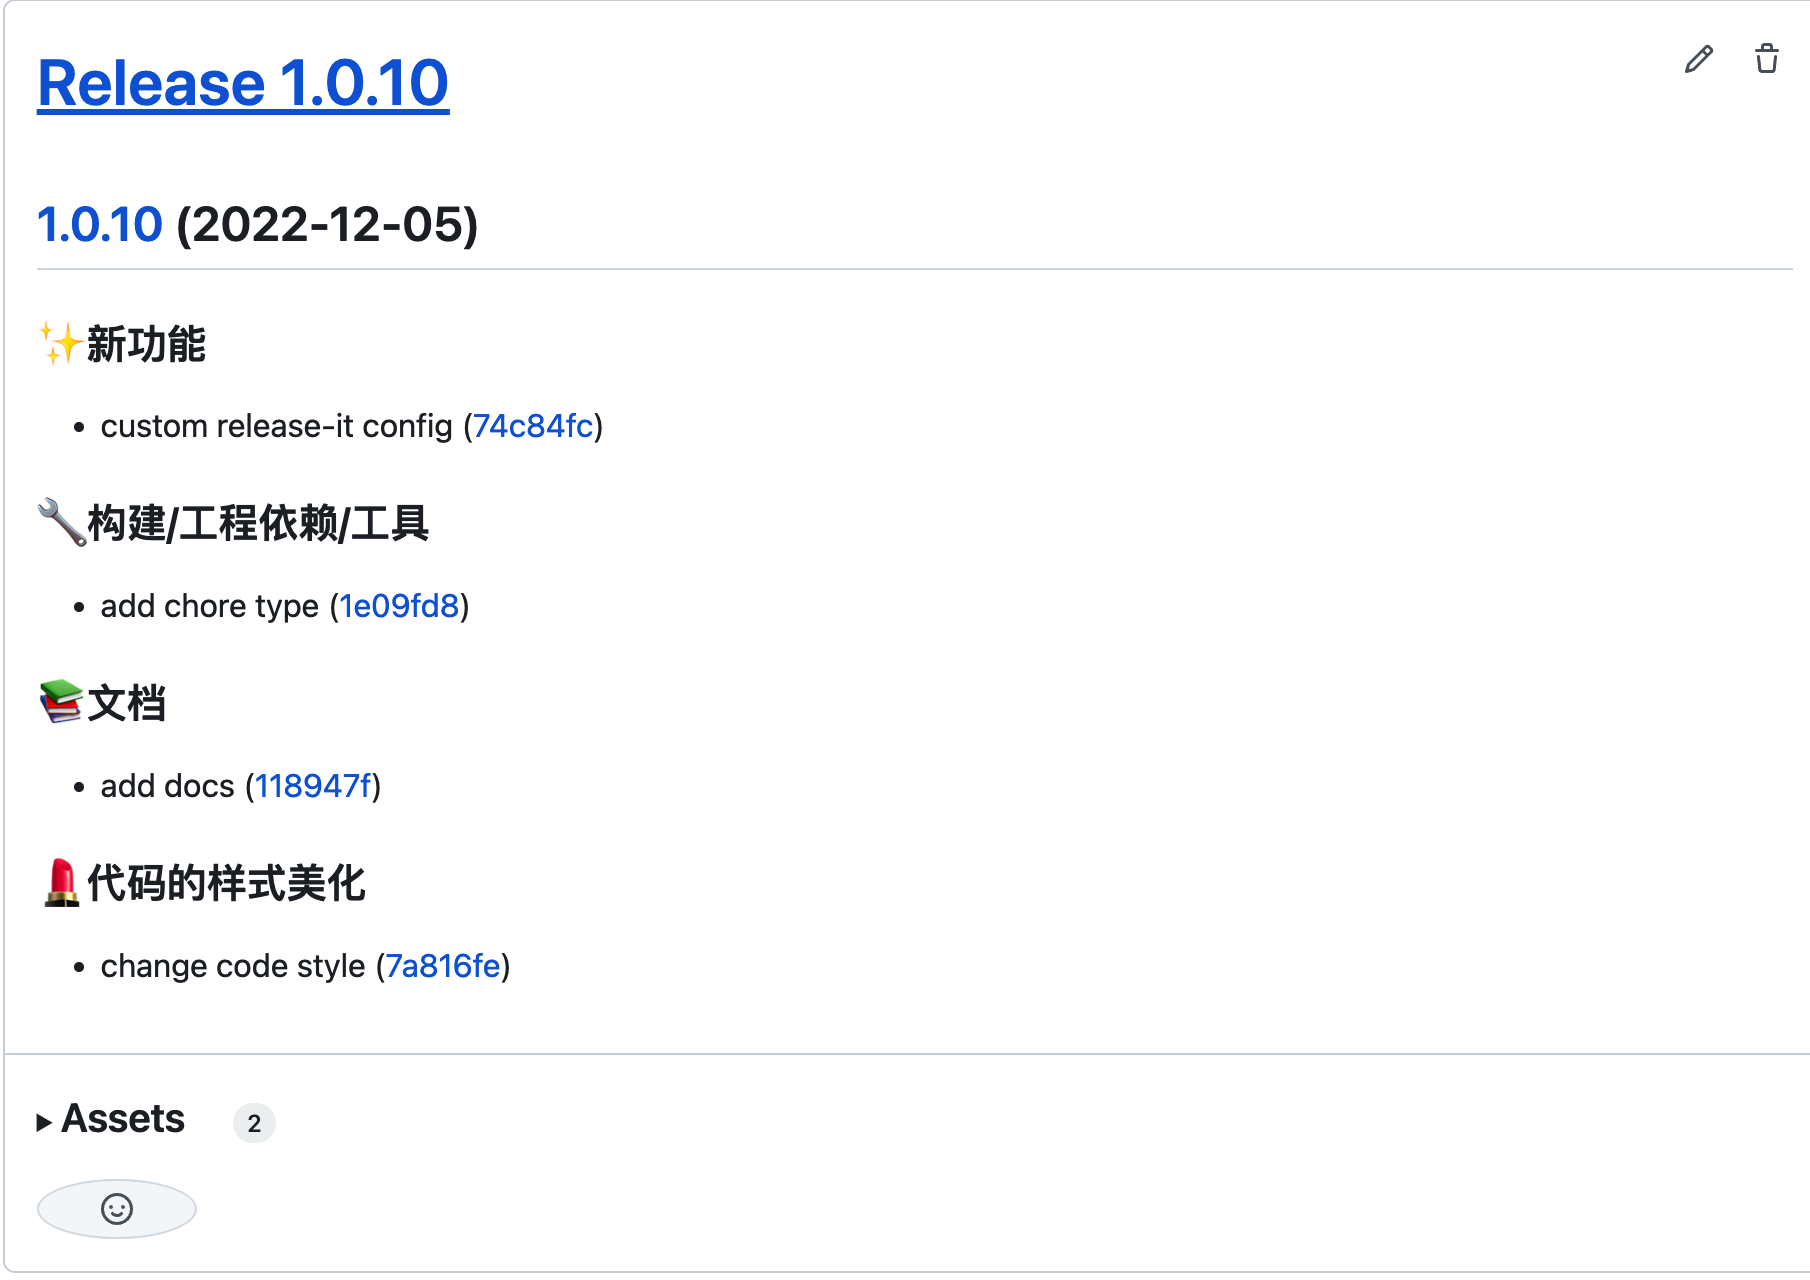 Release 1.0.10
1.0.10 (2022-12-05)
✨新功能
• custom release-it config (74c84fc)
🔧构建/工程依赖/工具
• add chore type (1e09fd8)
📚文档
• add docs (118947f)
💄代码的样式美化
• change code style (7a816fe)
Assets 2